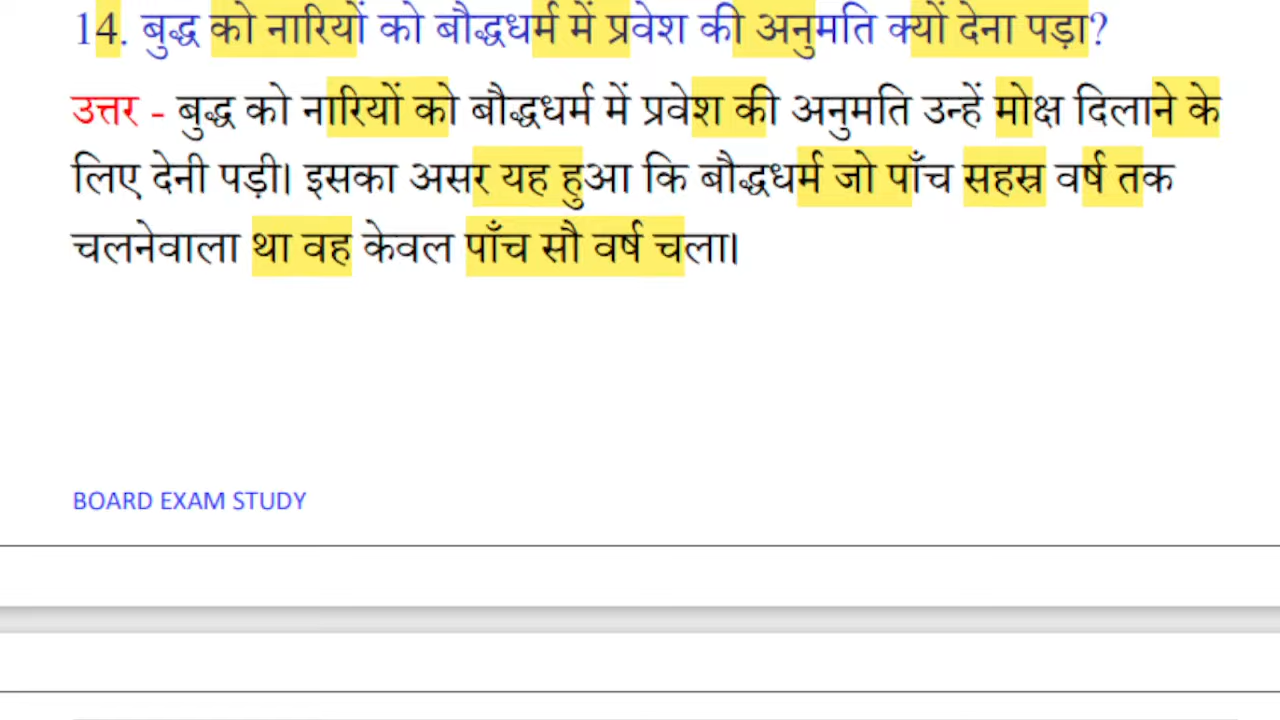 14. बुद्ध को नारियों को बौद्धधर्म में प्रवेश की अनुमति क्यों देना पड़ा?
उत्तर - बुद्ध को नारियों को बौद्धधर्म में प्रवेश की अनुमति उन्हें मोक्ष दिलाने के
लिए देनी पड़ी। इसका असर यह हुआ कि बौद्धधर्म जो पाँच सहस्र वर्ष तक
चलनेवाला था वह केवल पाँच सौ वर्ष चला।
BOARD EXAM STUDY